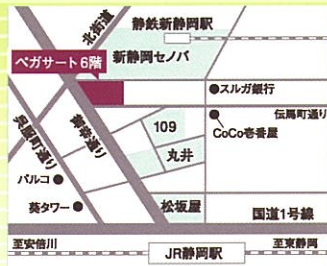 北街道
静鉄新静岡駅
新静岡セノバ
ペガサート6階
スルガ銀行
伝馬町通り
CoCo壱番屋
御幸通り
呉服町通り
109
丸井
パルコ
葵タワー
松坂屋
国道1号線
至安倍川
JR静岡駅
至東静岡